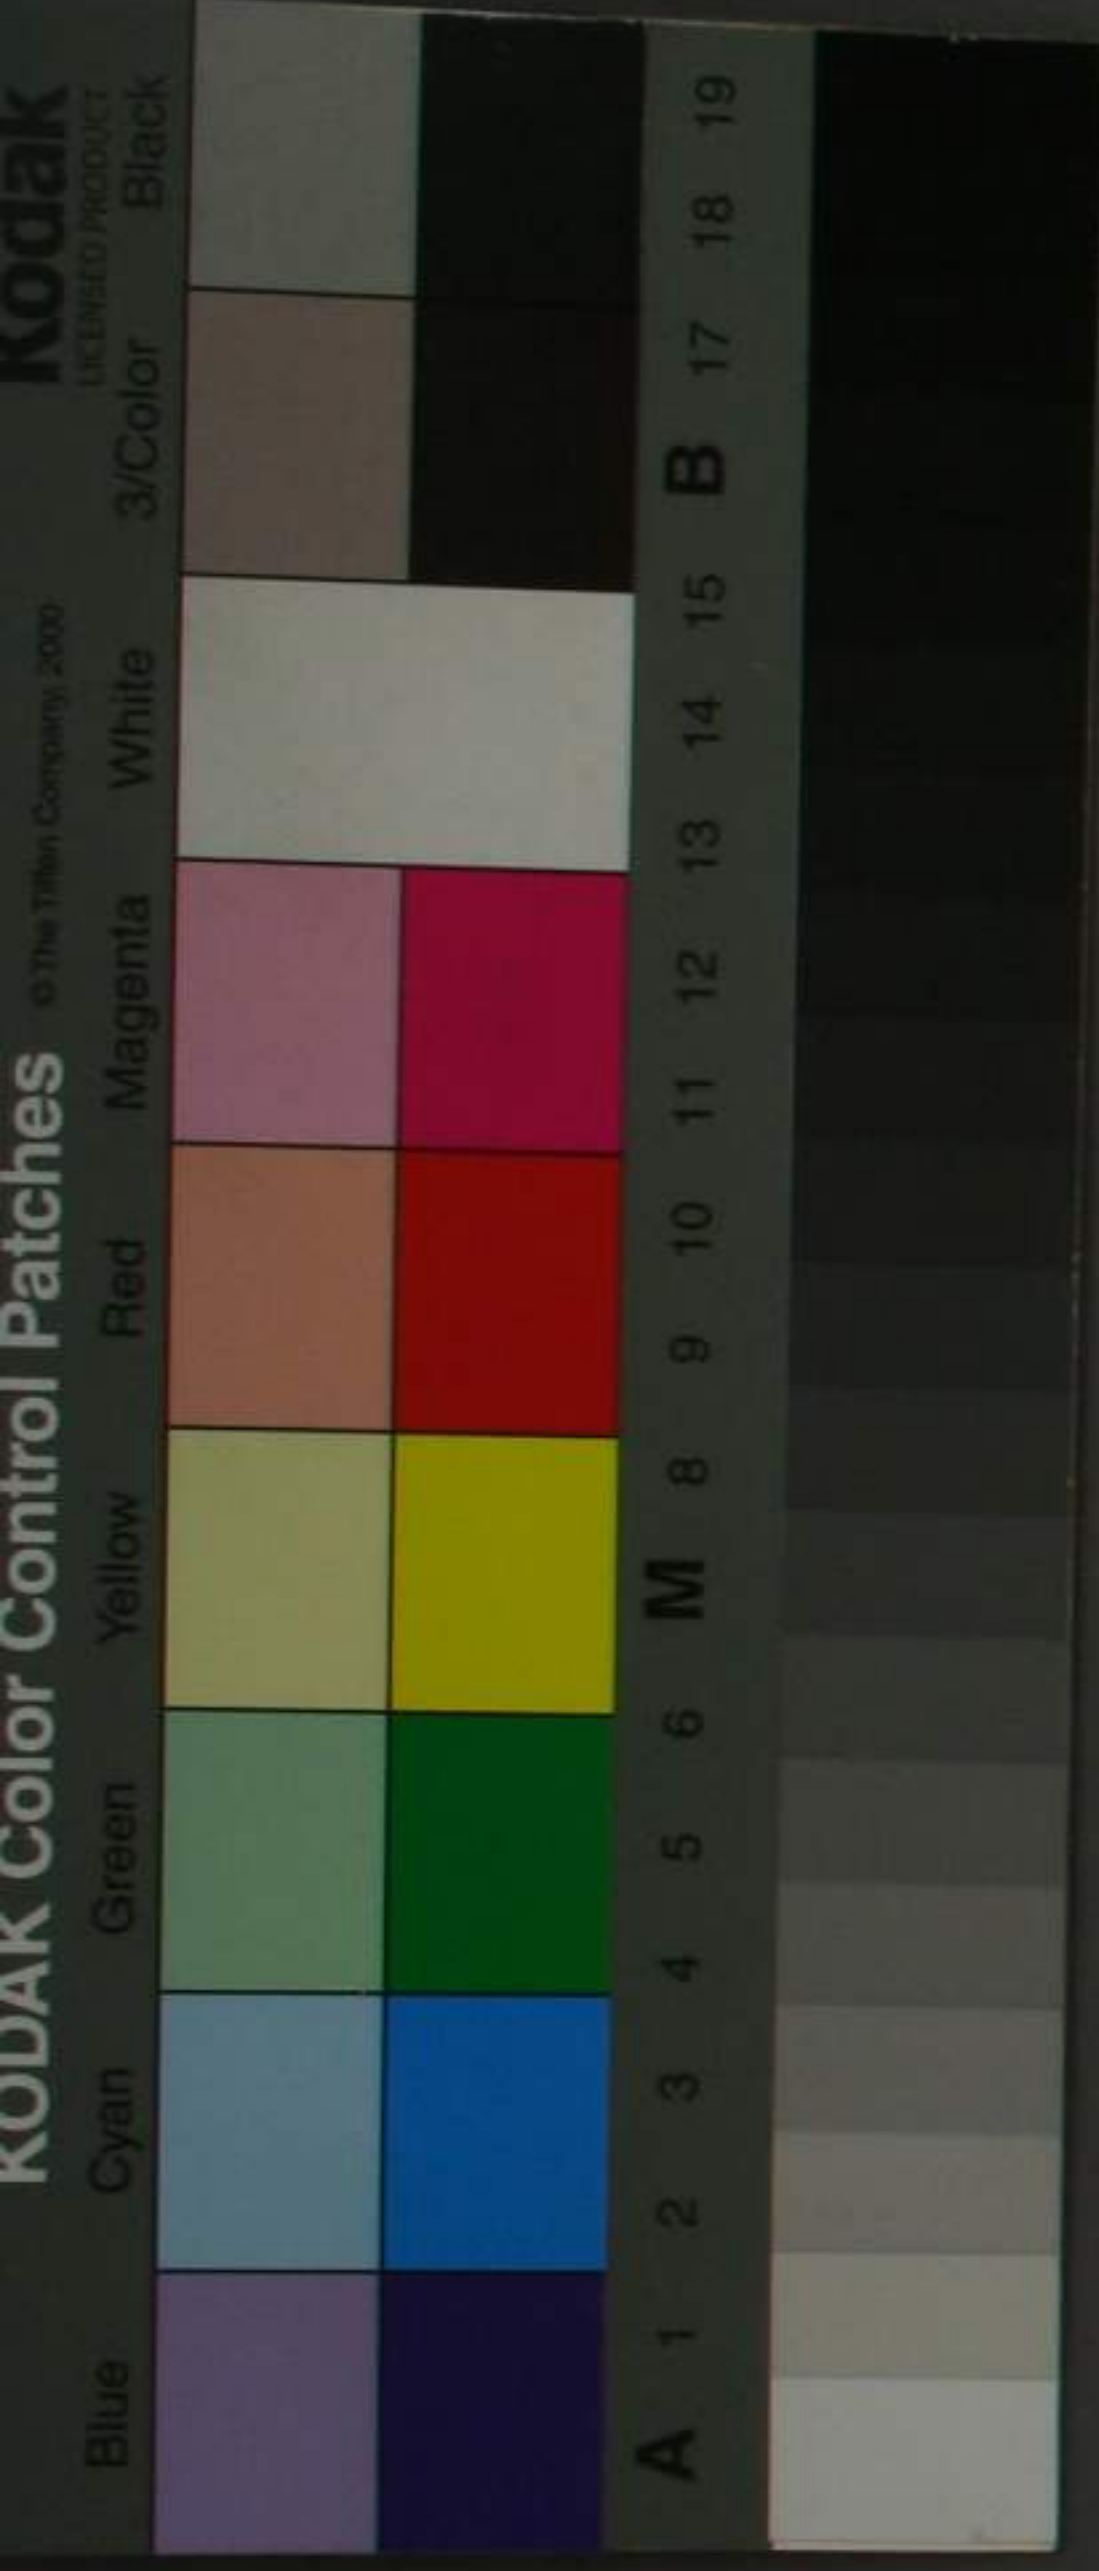 KODAK Color Control Patches © The Tiffen Company, 2000 Kodak
LICENSED PRODUCT
Blue Cyan Green Yellow Red Magenta White 3/Color Black
A 1 2 3 4 5 6 M 8 9 10 11 12 13 14 15 B 17 18 19